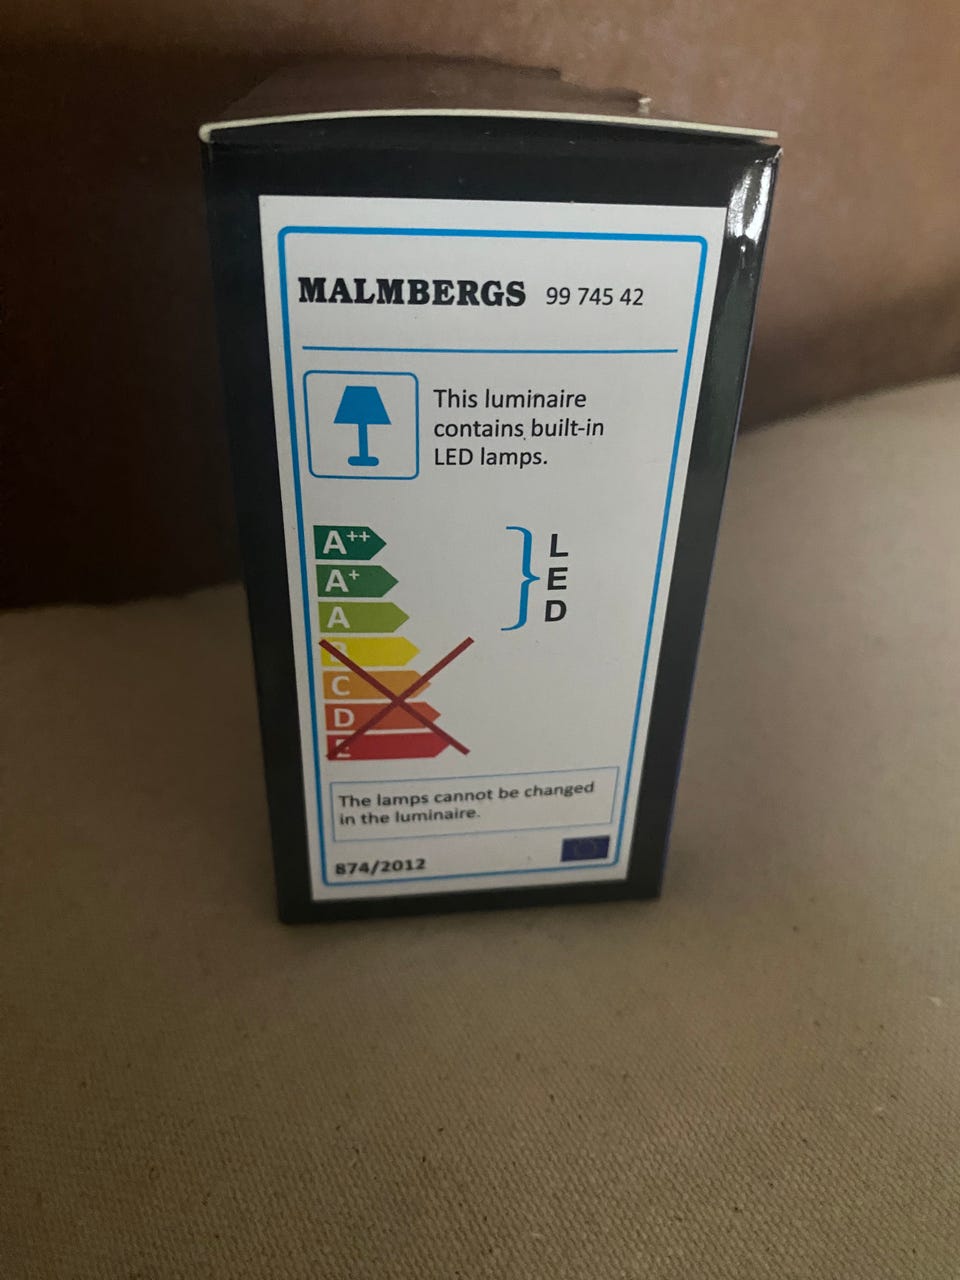 MALMBERGS 99 745 42
This luminaire
contains built-in
LED lamps.
A++
A+
A
B
C
D
E
L
E
D
The lamps cannot be changed
in the luminaire.
874/2012